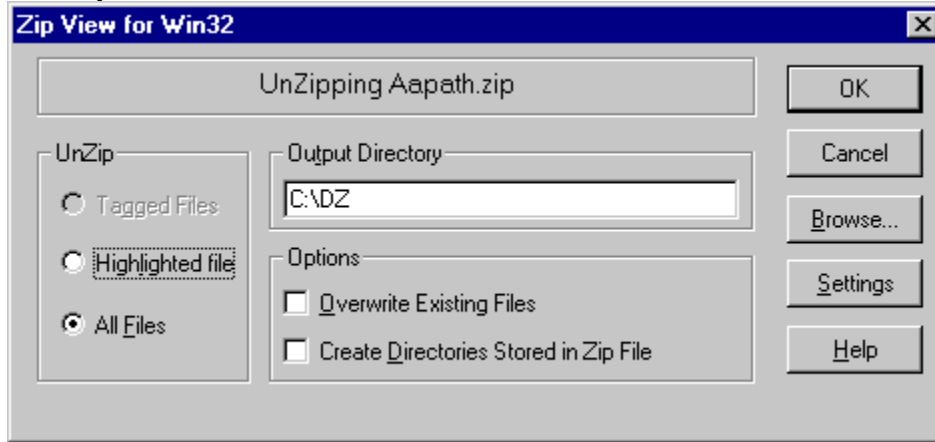 Zip View for Win32
UnZipping Aapath.zip
OK
UnZip
Output Directory
Cancel
Tagged Files
C:\DZ
Browse...
Highlighted file
Options
Settings
Overwrite Existing Files
All Files
Create Directories Stored in Zip File
Help